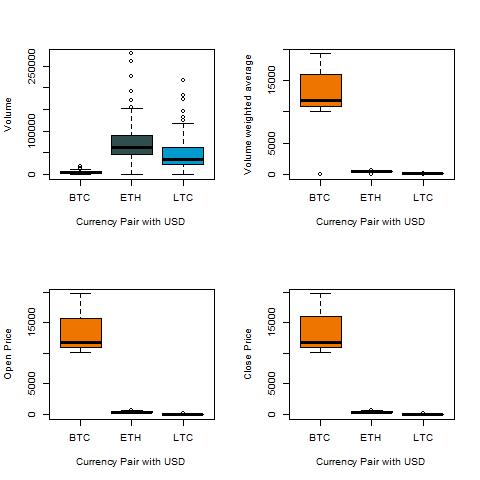 Volume
250000
100000
0
BTC ETH LTC
Currency Pair with USD
Volume weighted average
15000
5000
0
BTC ETH LTC
Currency Pair with USD
Open Price
15000
5000
0
BTC ETH LTC
Currency Pair with USD
Close Price
15000
5000
0
BTC ETH LTC
Currency Pair with USD